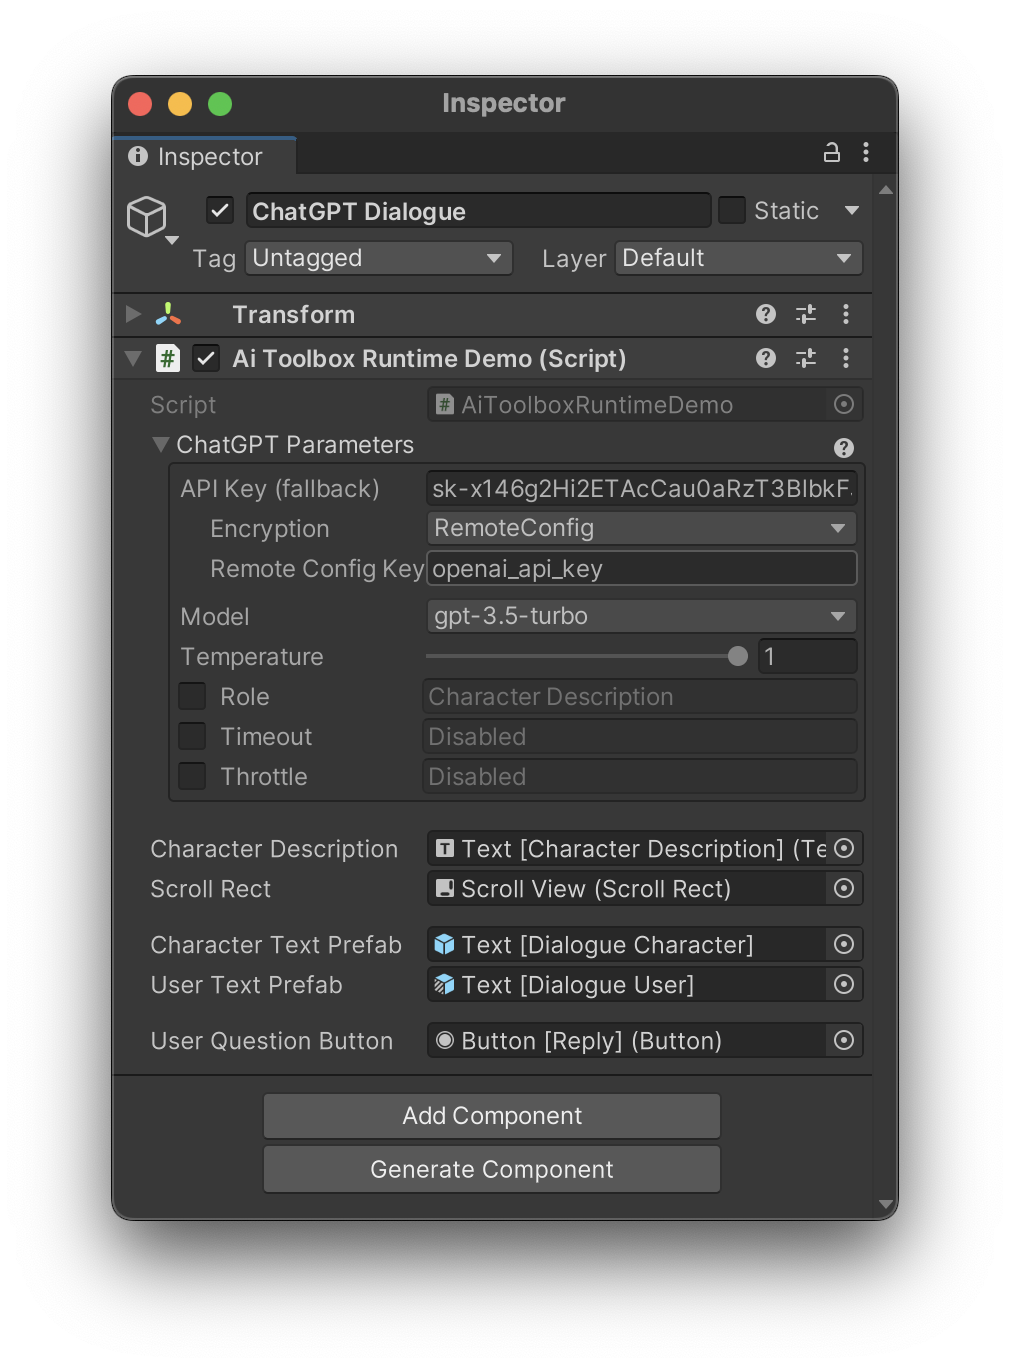 Inspector
Inspector
ChatGPT Dialogue Static
Tag Untagged Layer Default
Transform
# Ai Toolbox Runtime Demo (Script)
Script # AiToolboxRuntimeDemo
ChatGPT Parameters
API Key (fallback) sk-x146g2Hi2ETAcCau0aRzT3BIbkF
Encryption RemoteConfig
Remote Config Key openai_api_key
Model gpt-3.5-turbo
Temperature 1
Role Character Description
Timeout Disabled
Throttle Disabled
Character Description T Text [Character Description] (Te
Scroll Rect Scroll View (Scroll Rect)
Character Text Prefab Text [Dialogue Character]
User Text Prefab Text [Dialogue User]
User Question Button Button [Reply] (Button)
Add Component
Generate Component